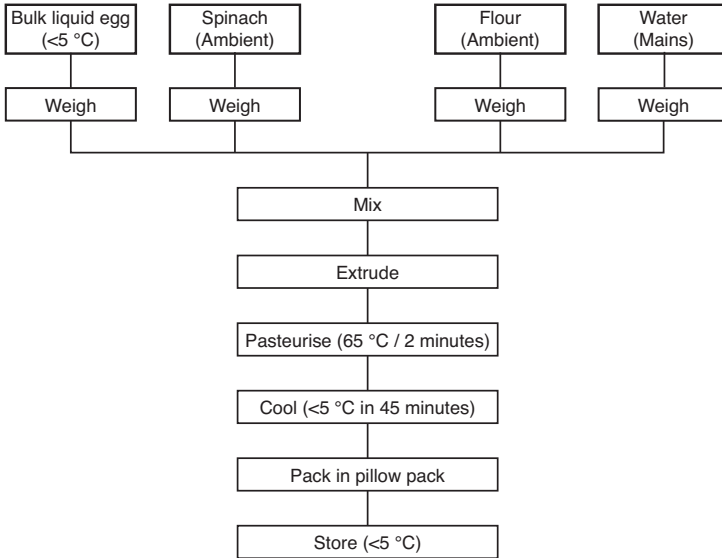 Bulk liquid egg
(<5 °C)
Spinach
(Ambient)
Flour
(Ambient)
Water
(Mains)
Weigh
Weigh
Weigh
Weigh
Mix
Extrude
Pasteurise (65 °C / 2 minutes)
Cool (<5 °C in 45 minutes)
Pack in pillow pack
Store (<5 °C)